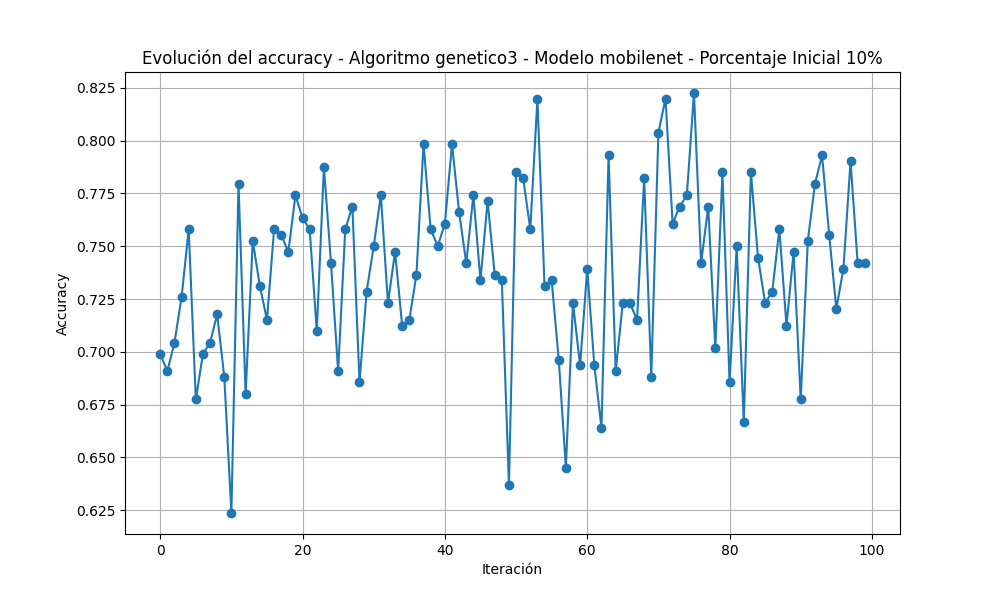 Evolución del accuracy - Algoritmo genetico3 - Modelo mobilenet - Porcentaje Inicial 10%
0.825
0.800
0.775
0.750
0.725
0.700
0.675
0.650
0.625
Accuracy
0 20 40 60 80 100
Iteración